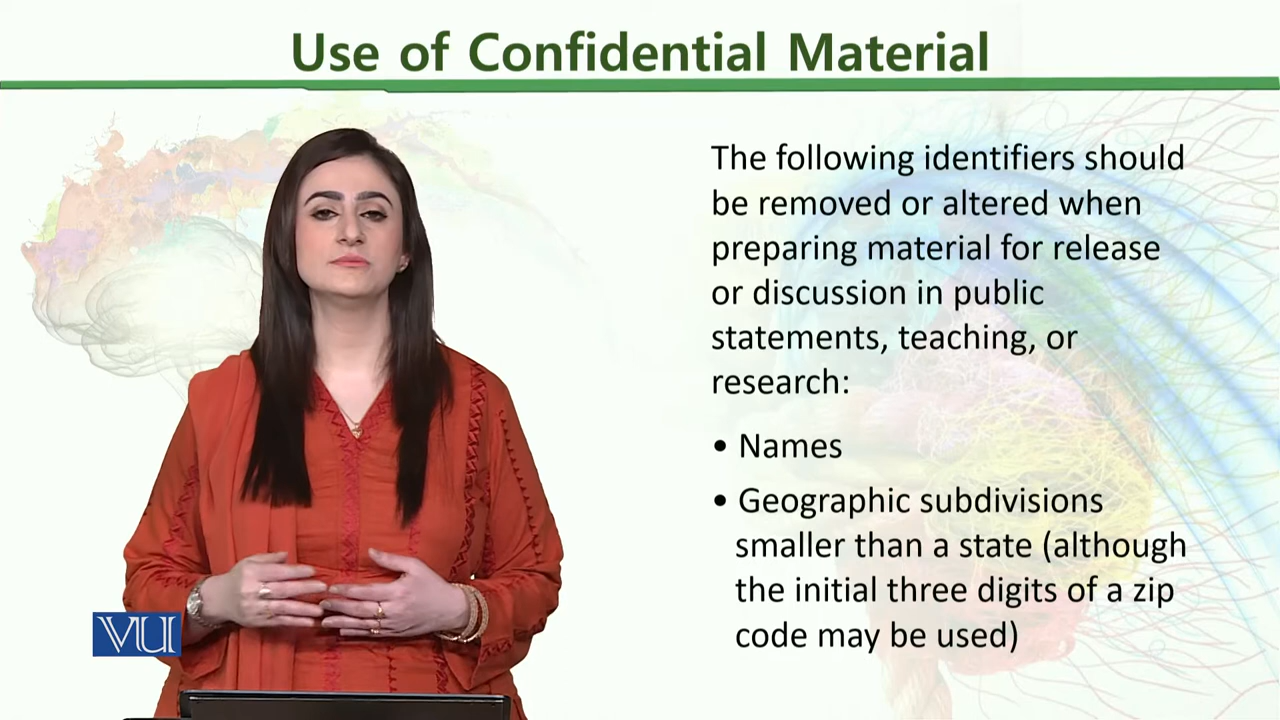 Use of Confidential Material
The following identifiers should
be removed or altered when
preparing material for release
or discussion in public
statements, teaching, or
research:
• Names
• Geographic subdivisions
smaller than a state (although
the initial three digits of a zip
code may be used)
VU